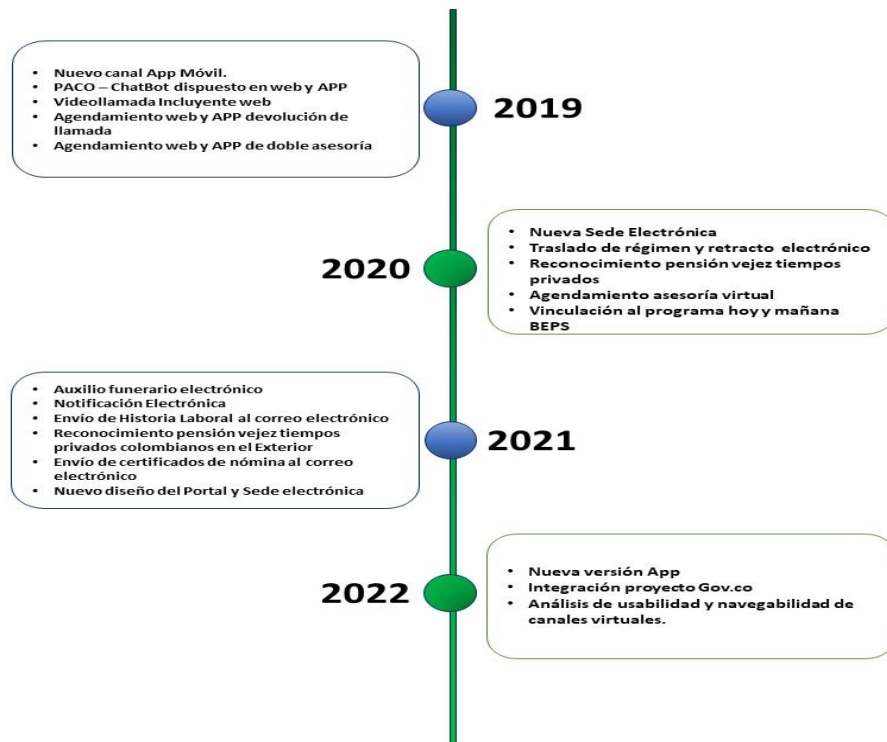 • Nuevo canal App Móvil.
• PACO – ChatBot dispuesto en web y APP
• Videollamada Incluyente web
• Agendamiento web y APP devolución de
llamada
• Agendamiento web y APP de doble asesoría
2019
2020
• Nueva Sede Electrónica
• Traslado de régimen y retracto electrónico
• Reconocimiento pensión vejez tiempos
privados
• Agendamiento asesoría virtual
• Vinculación al programa hoy y mañana
BEPS
• Auxilio funerario electrónico
• Notificación Electrónica
• Envío de Historia Laboral al correo electrónico
• Reconocimiento pensión vejez tiempos
privados colombianos en el Exterior
• Envío de certificados de nómina al correo
electrónico
• Nuevo diseño del Portal y Sede electrónica
2021
2022
• Nueva versión App
• Integración proyecto Gov.co
• Análisis de usabilidad y navegabilidad de
canales virtuales.